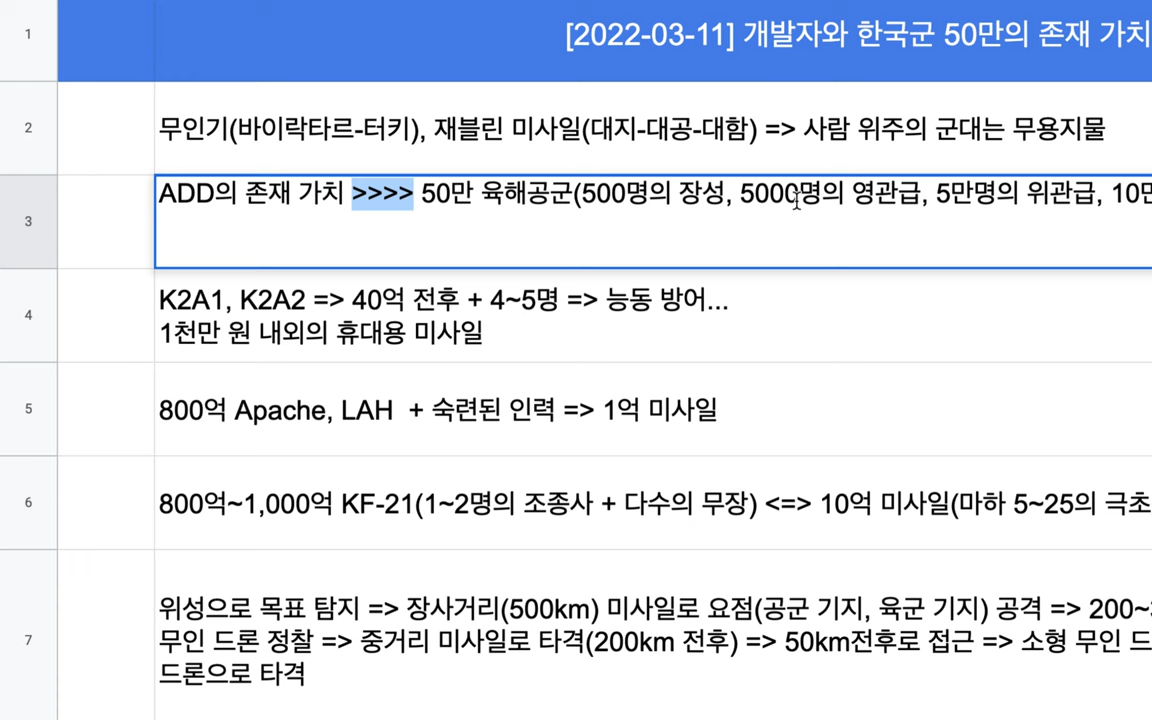 1
[2022-03-11] 개발자와 한국군 50만의 존재 가치
2
무인기(바이락타르-터키), 재블린 미사일(대지-대공-대함) => 사람 위주의 군대는 무용지물
3
ADD의 존재 가치 >>>> 50만 육해공군(500명의 장성, 5000명의 영관급, 5만명의 위관급, 10만
4
K2A1, K2A2 => 40억 전후 + 4~5명 => 능동 방어...
1천만 원 내외의 휴대용 미사일
5
800억 Apache, LAH + 숙련된 인력 => 1억 미사일
6
800억~1,000억 KF-21(1~2명의 조종사 + 다수의 무장) <=> 10억 미사일(마하 5~25의 극초
7
위성으로 목표 탐지 => 장사거리(500km) 미사일로 요점(공군 기지, 육군 기지) 공격 => 200~
무인 드론 정찰 => 중거리 미사일로 타격(200km 전후) => 50km전후로 접근 => 소형 무인 드
드론으로 타격